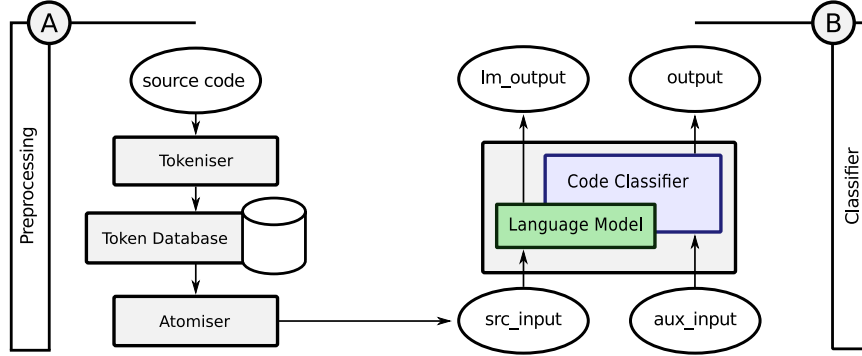 A
Preprocessing
source code
Tokeniser
Token Database
Atomiser
lm_output
output
Code Classifier
Language Model
src_input
aux_input
B
Classifier